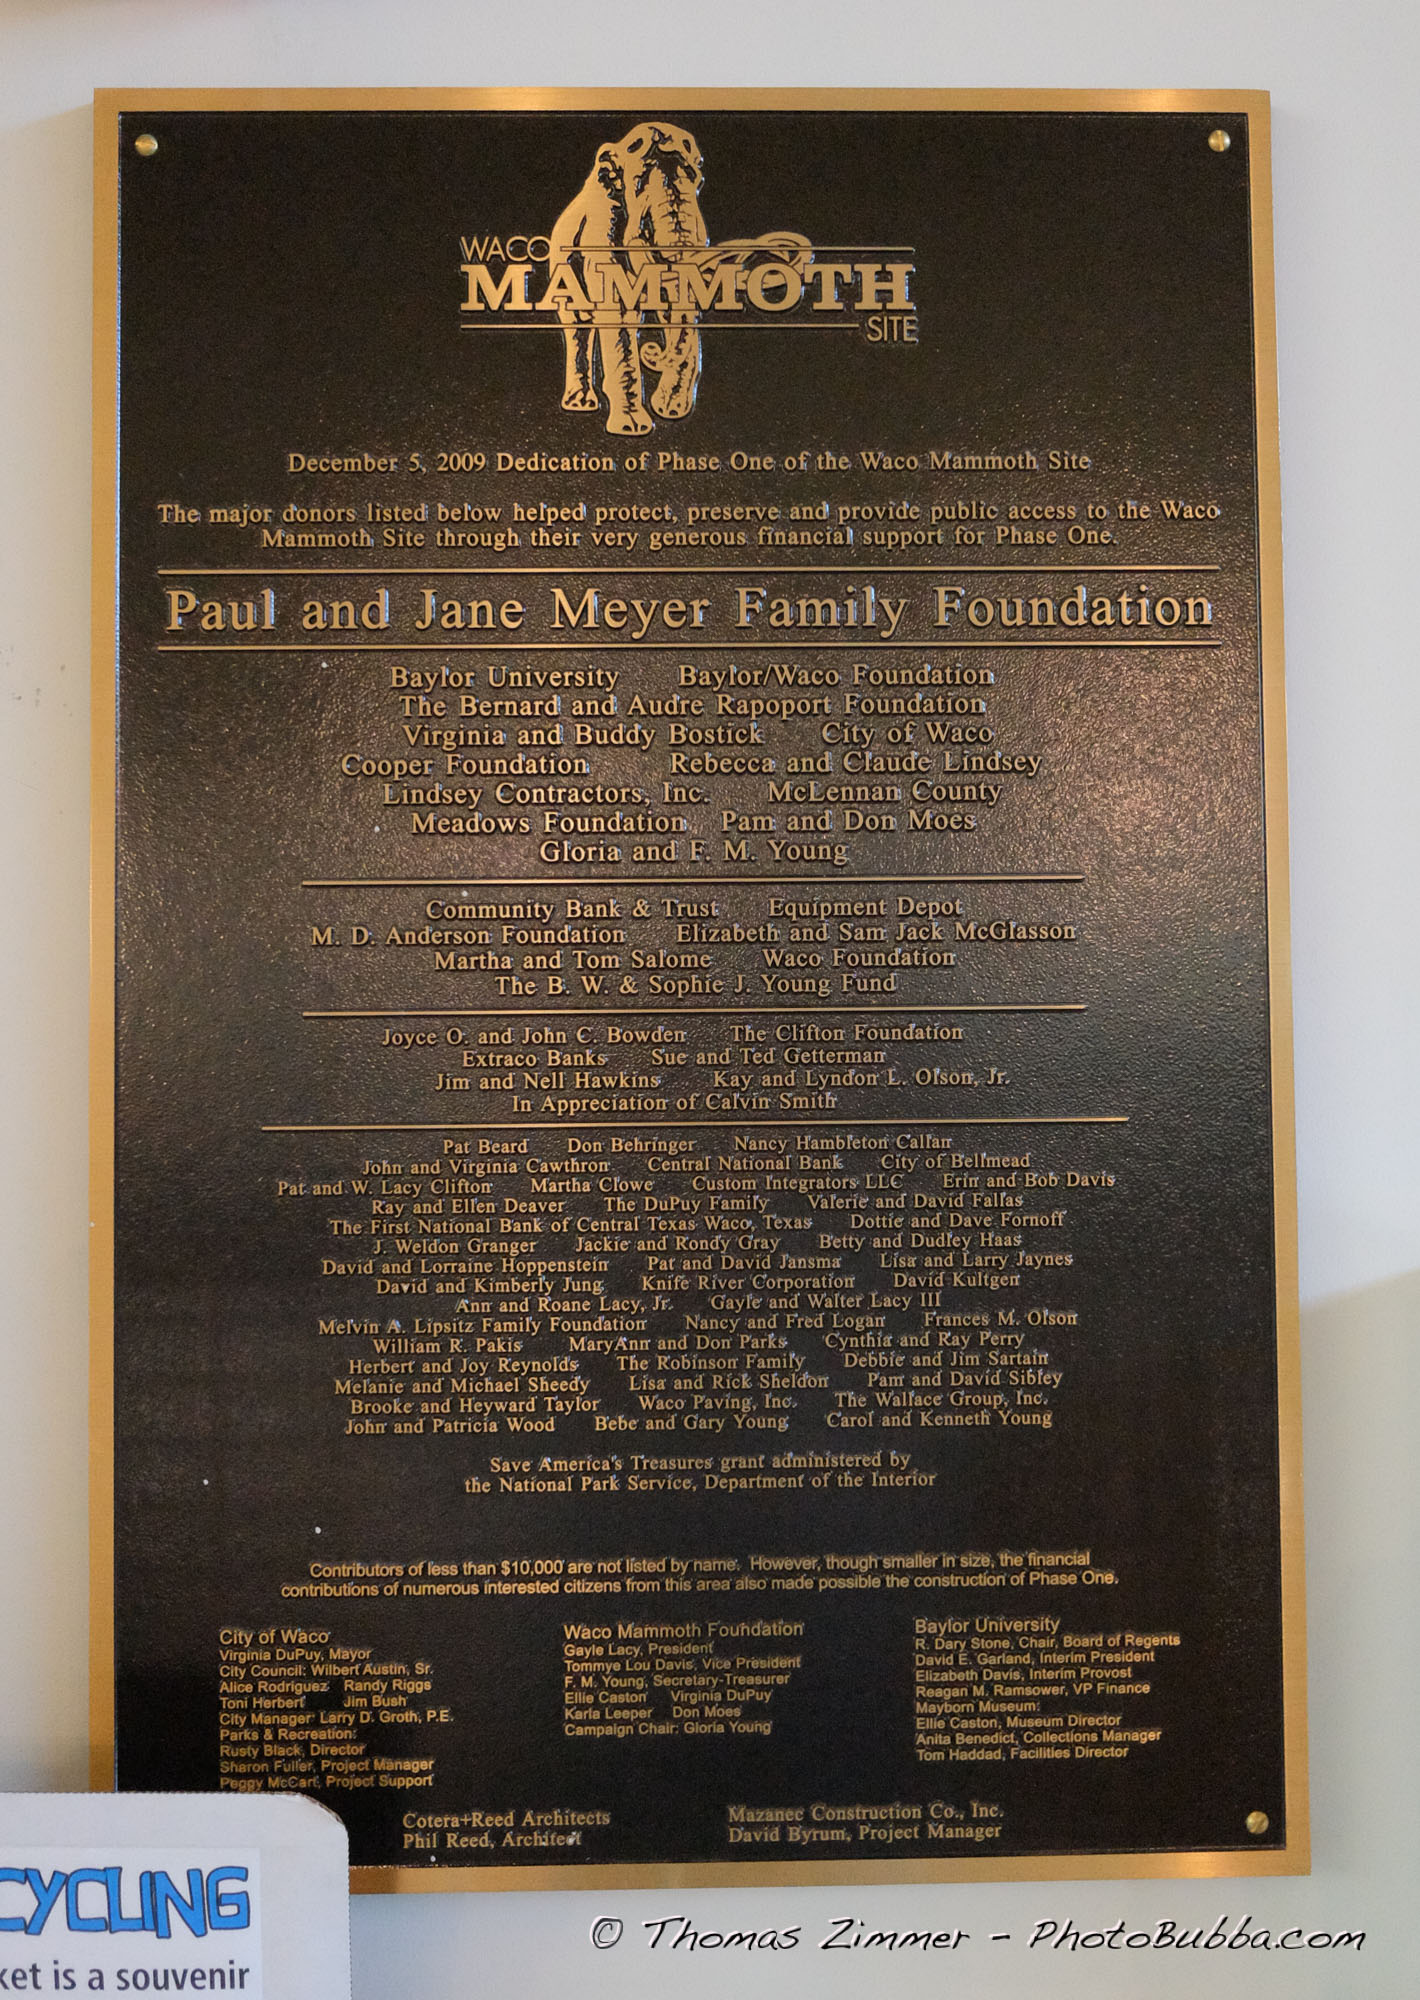 WACO
MAMMOTH
SITE
December 5, 2009 Dedication of Phase One of the Waco Mammoth Site
The major donors listed below helped protect, preserve and provide public access to the Waco
Mammoth Site through their very generous financial support for Phase One.
Paul and Jane Meyer Family Foundation
Baylor University Baylor/Waco Foundation
The Bernard and Audre Rapoport Foundation
Virginia and Buddy Bostick City of Waco
Cooper Foundation Rebecca and Claude Lindsey
Lindsey Contractors, Inc. McLennan County
Meadows Foundation Pam and Don Moes
Gloria and F. M. Young
Community Bank & Trust Equipment Depot
M. D. Anderson Foundation Elizabeth and Sam Jack McGlasson
Martha and Tom Salome Waco Foundation
The B. W. & Sophie J. Young Fund
Joyce O. and John C. Bowden The Clifton Foundation
Extraco Banks Sue and Ted Getterman
Jim and Nell Hawkins Kay and Lyndon L. Olson, Jr.
In Appreciation of Calvin Smith
Pat Beard Don Behringer Nancy Hambleton Callan
John and Virginia Cawthron Central National Bank City of Bellmead
Pat and W. Lacy Clifton Martha Clowe Custom Integrators LLC Erin and Bob Davis
Ray and Ellen Deaver The DuPuy Family Valerie and David Fallas
The First National Bank of Central Texas Waco, Texas Dottie and Dave Fornoff
J. Weldon Granger Jackie and Rondy Gray Betty and Dudley Haas
David and Lorraine Hoppenstein Pat and David Jansma Lisa and Larry Jaynes
David and Kimberly Jung Knife River Corporation David Kultgen
Ann and Roane Lacy, Jr. Gayle and Walter Lacy III
Melvin A. Lipsitz Family Foundation Nancy and Fred Logan Frances M. Olson
William R. Pakis MaryAnn and Don Parks Cynthia and Ray Perry
Herbert and Joy Reynolds The Robinson Family Debbie and Jim Sartain
Melanie and Michael Sheedy Lisa and Rick Sheldon Pam and David Sibley
Brooke and Heyward Taylor Waco Paving, Inc. The Wallace Group, Inc.
John and Patricia Wood Bebe and Gary Young Carol and Kenneth Young
Save America's Treasures grant administered by
the National Park Service, Department of the Interior
Contributors of less than $10,000 are not listed by name. However, though smaller in size, the financial
contributions of numerous interested citizens from this area also made possible the construction of Phase One.
City of Waco
Virginia DuPuy, Mayor
City Council: Wilbert Austin, Sr.
Alice Rodriguez Randy Riggs
Toni Herbert Jim Bush
City Manager: Larry D. Groth, P.E.
Parks & Recreation:
Rusty Black, Director
Sharon Fuller, Project Manager
Peggy McCart, Project Support
Waco Mammoth Foundation
Gayle Lacy, President
Tommye Lou Davis, Vice President
F. M. Young, Secretary-Treasurer
Ellie Caston Virginia DuPuy
Karla Leeper Don Moes
Campaign Chair: Gloria Young
Baylor University
R. Dary Stone, Chair, Board of Regents
David E. Garland, Interim President
Elizabeth Davis, Interim Provost
Reagan M. Ramsower, VP Finance
Mayborn Museum:
Ellie Caston, Museum Director
Anita Benedict, Collections Manager
Tom Haddad, Facilities Director
Cotera+Reed Architects
Phil Reed, Architect
Mazanec Construction Co., Inc.
David Byrum, Project Manager
CYCLING
ket is a souvenir
© Thomas Zimmer - PhotoBubba.com